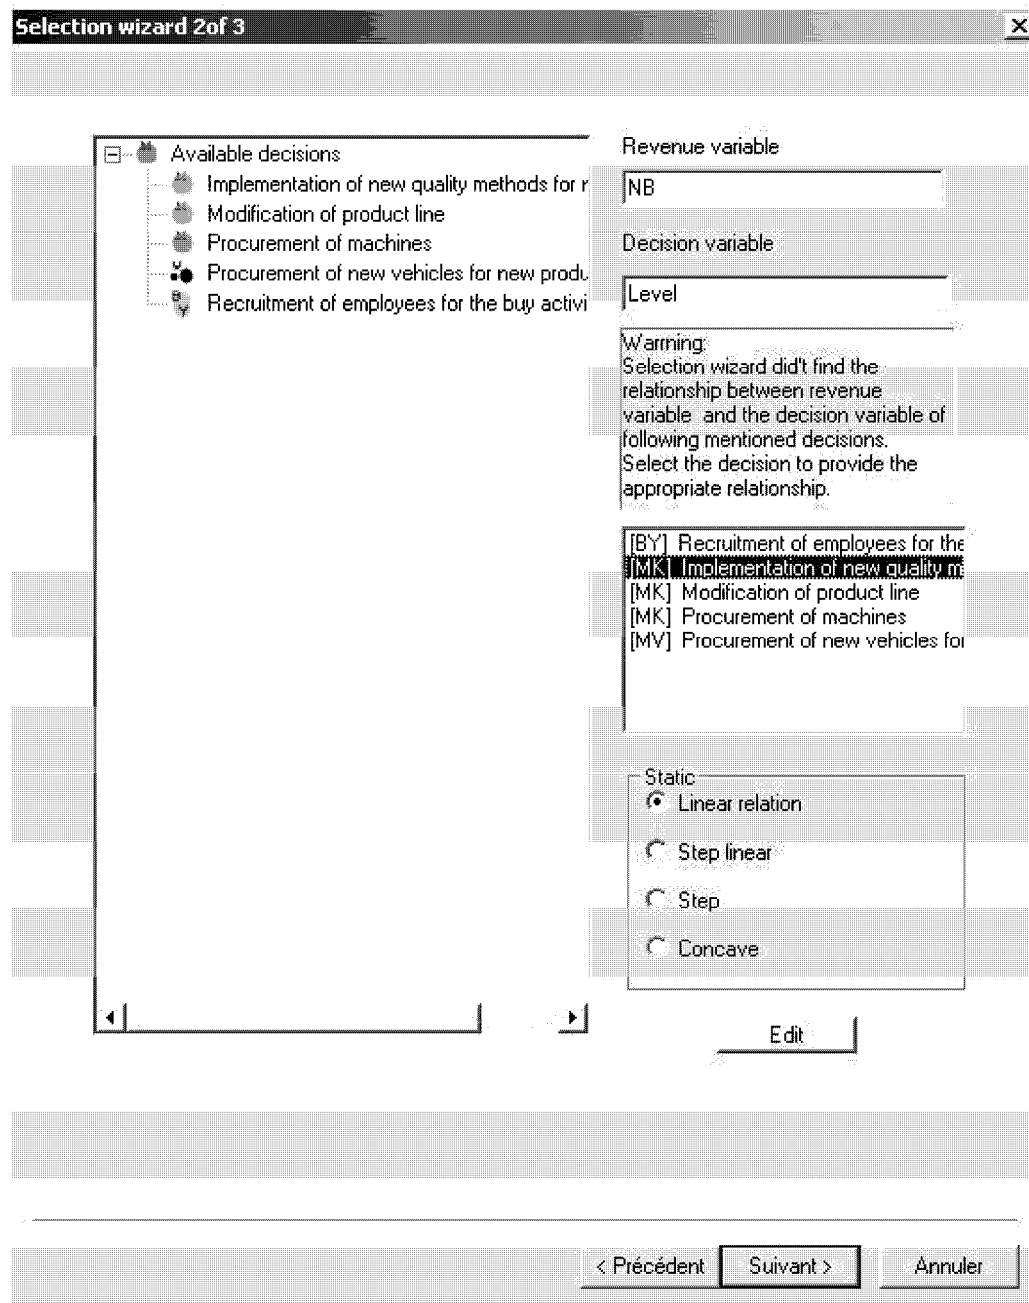 Selection wizard 2of 3
Available decisions
Implementation of new quality methods for r
Modification of product line
Procurement of machines
Procurement of new vehicles for new produ
Recruitment of employees for the buy activi
Revenue variable
NB
Decision variable
Level
Warrning:
Selection wizard did't find the
relationship between revenue
variable and the decision variable of
following mentioned decisions.
Select the decision to provide the
appropriate relationship.
[BY] Recruitment of employees for the
[MK] Implementation of new quality m
[MK] Modification of product line
[MK] Procurement of machines
[MV] Procurement of new vehicles for
Static
Linear relation
Step linear
Step
Concave
Edit
< Précédent
Suivant >
Annuler